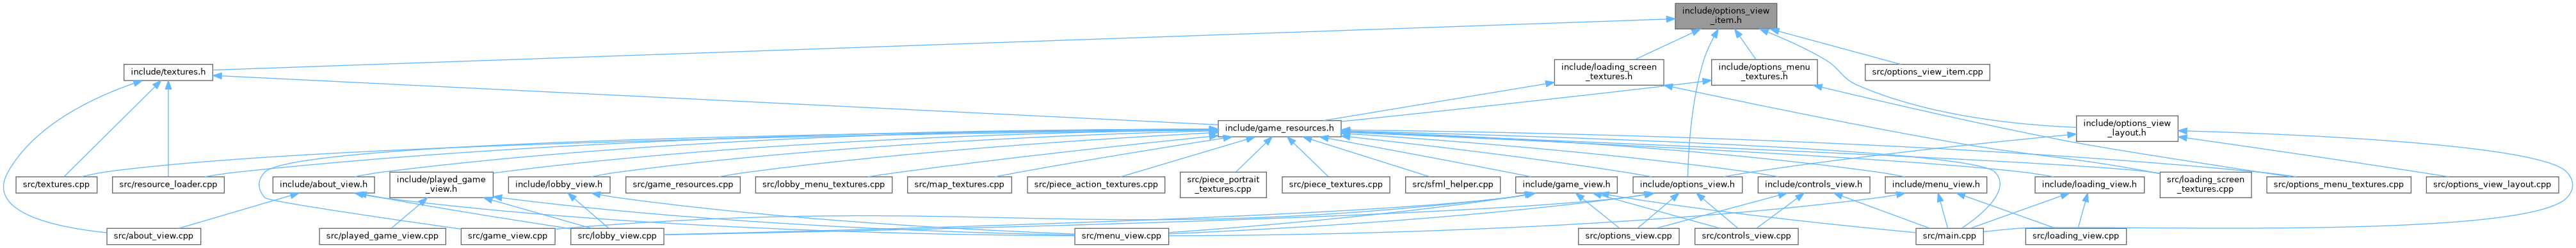 include/options_view
_item.h
include/textures.h
include/loading_screen
_textures.h
include/options_menu
_textures.h
src/options_view_item.cpp
include/game_resources.h
include/options_view
_layout.h
src/textures.cpp
src/resource_loader.cpp
include/about_view.h
include/played_game
_view.h
include/lobby_view.h
src/game_resources.cpp
src/lobby_menu_textures.cpp
src/map_textures.cpp
src/piece_action_textures.cpp
src/piece_portrait
_textures.cpp
src/piece_textures.cpp
src/sfml_helper.cpp
include/game_view.h
include/options_view.h
include/controls_view.h
include/menu_view.h
include/loading_view.h
src/loading_screen
_textures.cpp
src/options_menu_textures.cpp
src/options_view_layout.cpp
src/about_view.cpp
src/played_game_view.cpp
src/game_view.cpp
src/lobby_view.cpp
src/menu_view.cpp
src/options_view.cpp
src/controls_view.cpp
src/main.cpp
src/loading_view.cpp